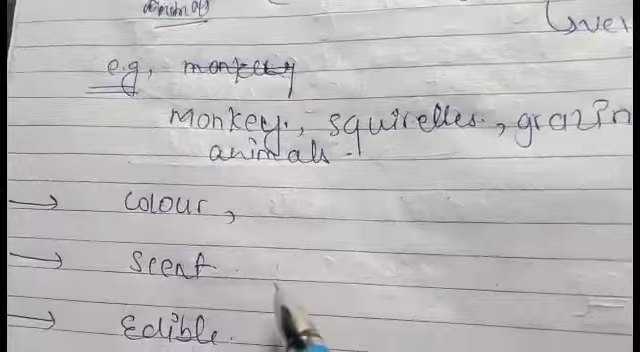 e.g, monkey
monkey, squirelles, grazin
animals.
→ colour,
→ scent.
→ Edible.